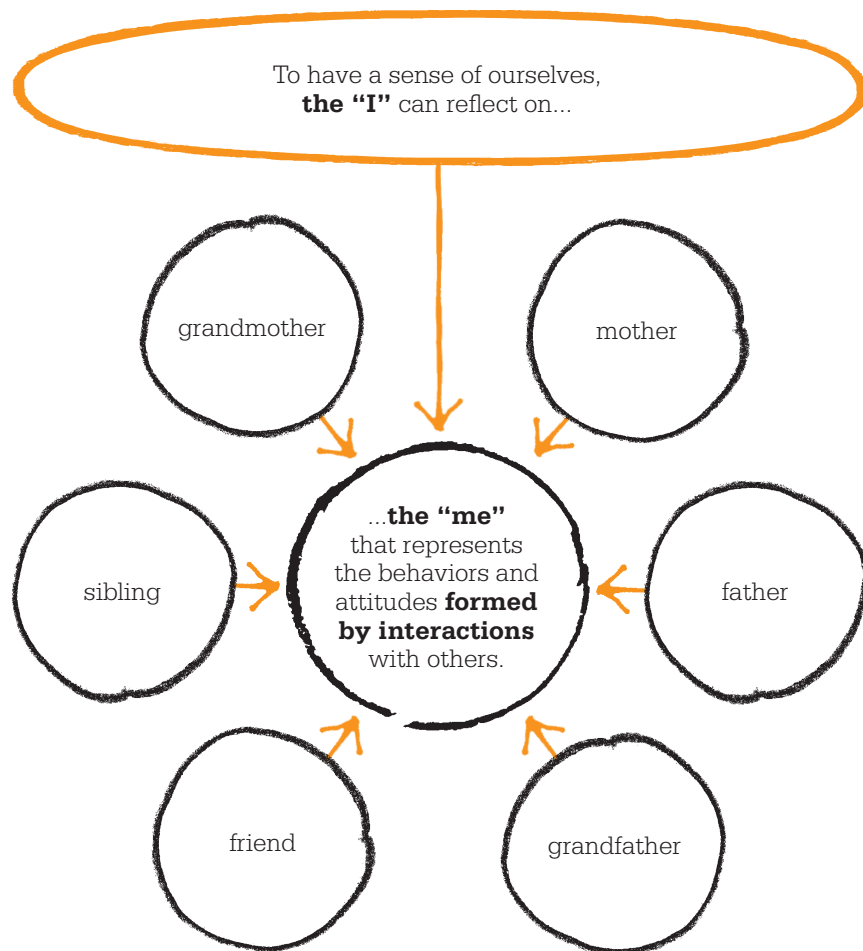 To have a sense of ourselves,
the “I” can reflect on...
grandmother
mother
...the “me”
that represents
the behaviors and
attitudes formed
by interactions
with others.
sibling
father
friend
grandfather